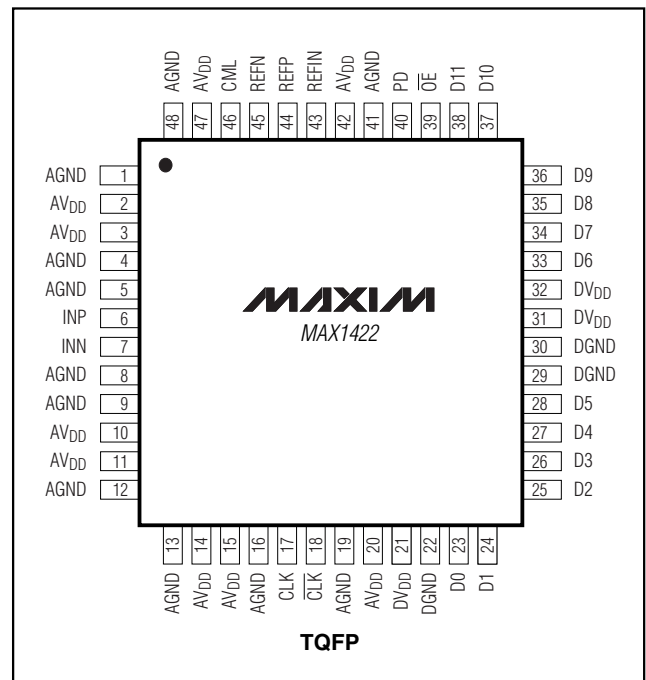 AGND
AVDD
CML
REFN
REFP
REFIN
AVDD
AGND
PD
OE
D11
D10
48
47
46
45
44
43
42
41
40
39
38
37
AGND 1
AVDD 2
AVDD 3
AGND 4
AGND 5
INP 6
INN 7
AGND 8
AGND 9
AVDD 10
AVDD 11
AGND 12
MAXIM
MAX1422
36 D9
35 D8
34 D7
33 D6
32 DVDD
31 DVDD
30 DGND
29 DGND
28 D5
27 D4
26 D3
25 D2
13
14
15
16
17
18
19
20
21
22
23
24
AGND
AVDD
AVDD
AGND
CLK
CLK
AGND
AVDD
DVDD
DGND
D0
D1
TQFP